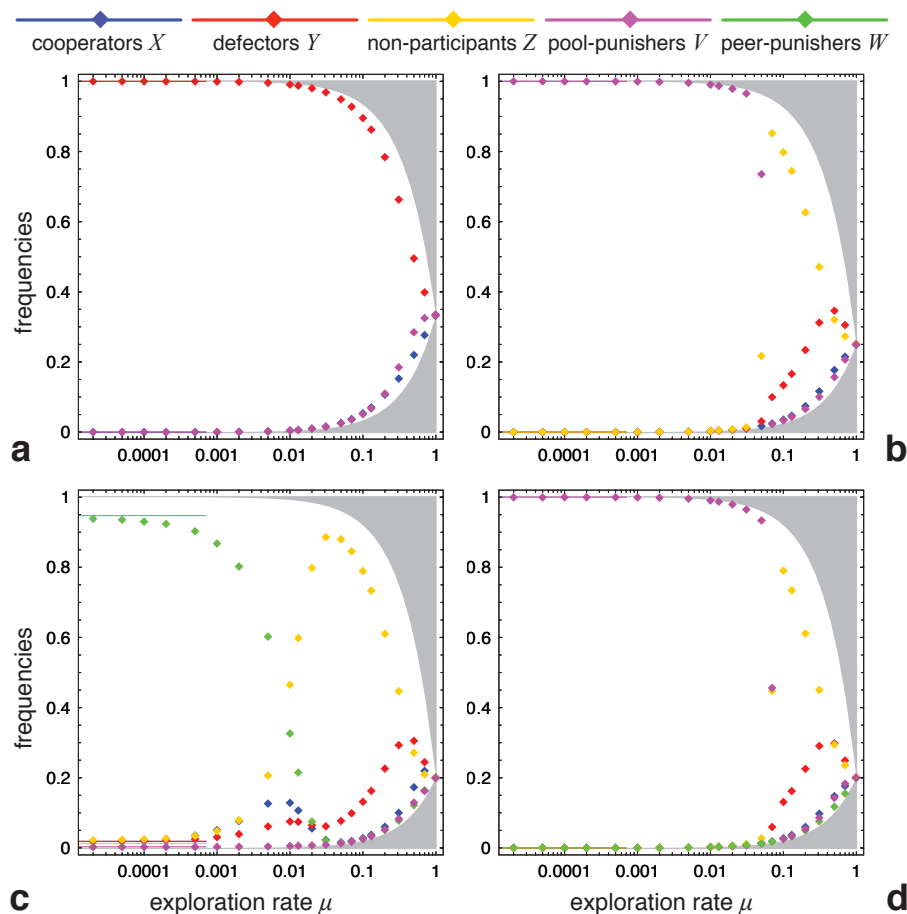 cooperators X defectors Y non-participants Z pool-punishers V peer-punishers W
1 1
0.8 0.8
0.6 0.6
0.4 0.4
0.2 0.2
0 0
frequencies
0.0001 0.001 0.01 0.1 1 0.0001 0.001 0.01 0.1 1
a b
1 1
0.8 0.8
0.6 0.6
0.4 0.4
0.2 0.2
0 0
frequencies
0.0001 0.001 0.01 0.1 1 0.0001 0.001 0.01 0.1 1
c exploration rate μ exploration rate μ d